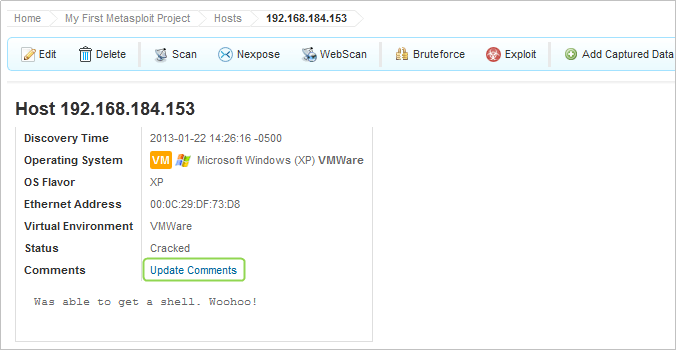 Home My First Metasploit Project Hosts 192.168.184.153
Edit Delete Scan Nexpose WebScan Bruteforce Exploit Add Captured Data
Host 192.168.184.153
Discovery Time 2013-01-22 14:26:16 -0500
Operating System VM Microsoft Windows (XP) VMWare
OS Flavor XP
Ethernet Address 00:0C:29:DF:73:D8
Virtual Environment VMWare
Status Cracked
Comments Update Comments
Was able to get a shell. Woohoo!